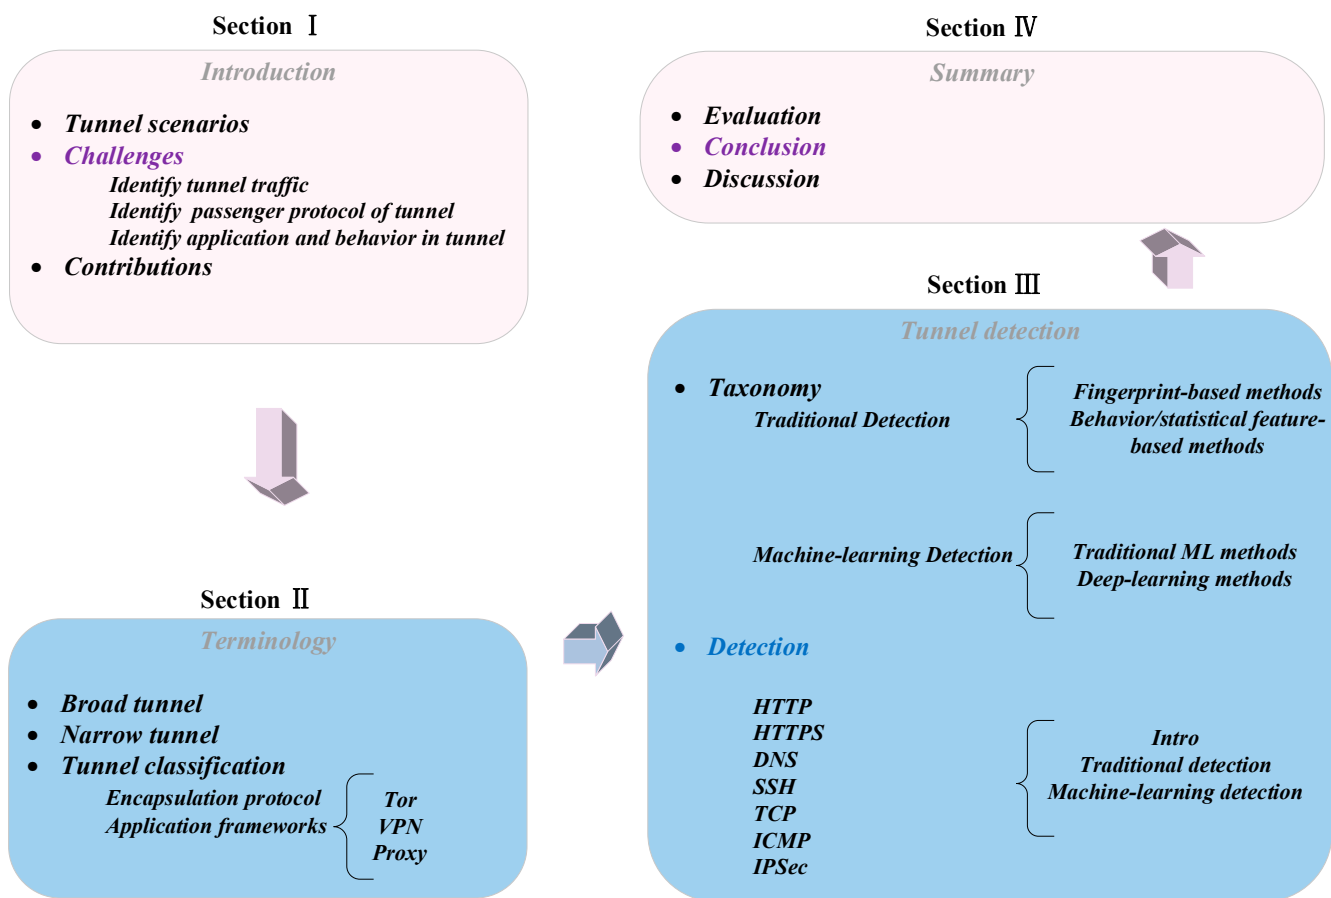 Section Ⅰ
Introduction
• Tunnel scenarios
• Challenges
Identify tunnel traffic
Identify passenger protocol of tunnel
Identify application and behavior in tunnel
• Contributions
Section Ⅱ
Terminology
• Broad tunnel
• Narrow tunnel
• Tunnel classification
Encapsulation protocol
Application frameworks
Tor
VPN
Proxy
Section Ⅲ
Tunnel detection
• Taxonomy
Traditional Detection
Fingerprint-based methods
Behavior/statistical feature-
based methods
Machine-learning Detection
Traditional ML methods
Deep-learning methods
• Detection
HTTP
HTTPS
DNS
SSH
TCP
ICMP
IPSec
Intro
Traditional detection
Machine-learning detection
Section Ⅳ
Summary
• Evaluation
• Conclusion
• Discussion